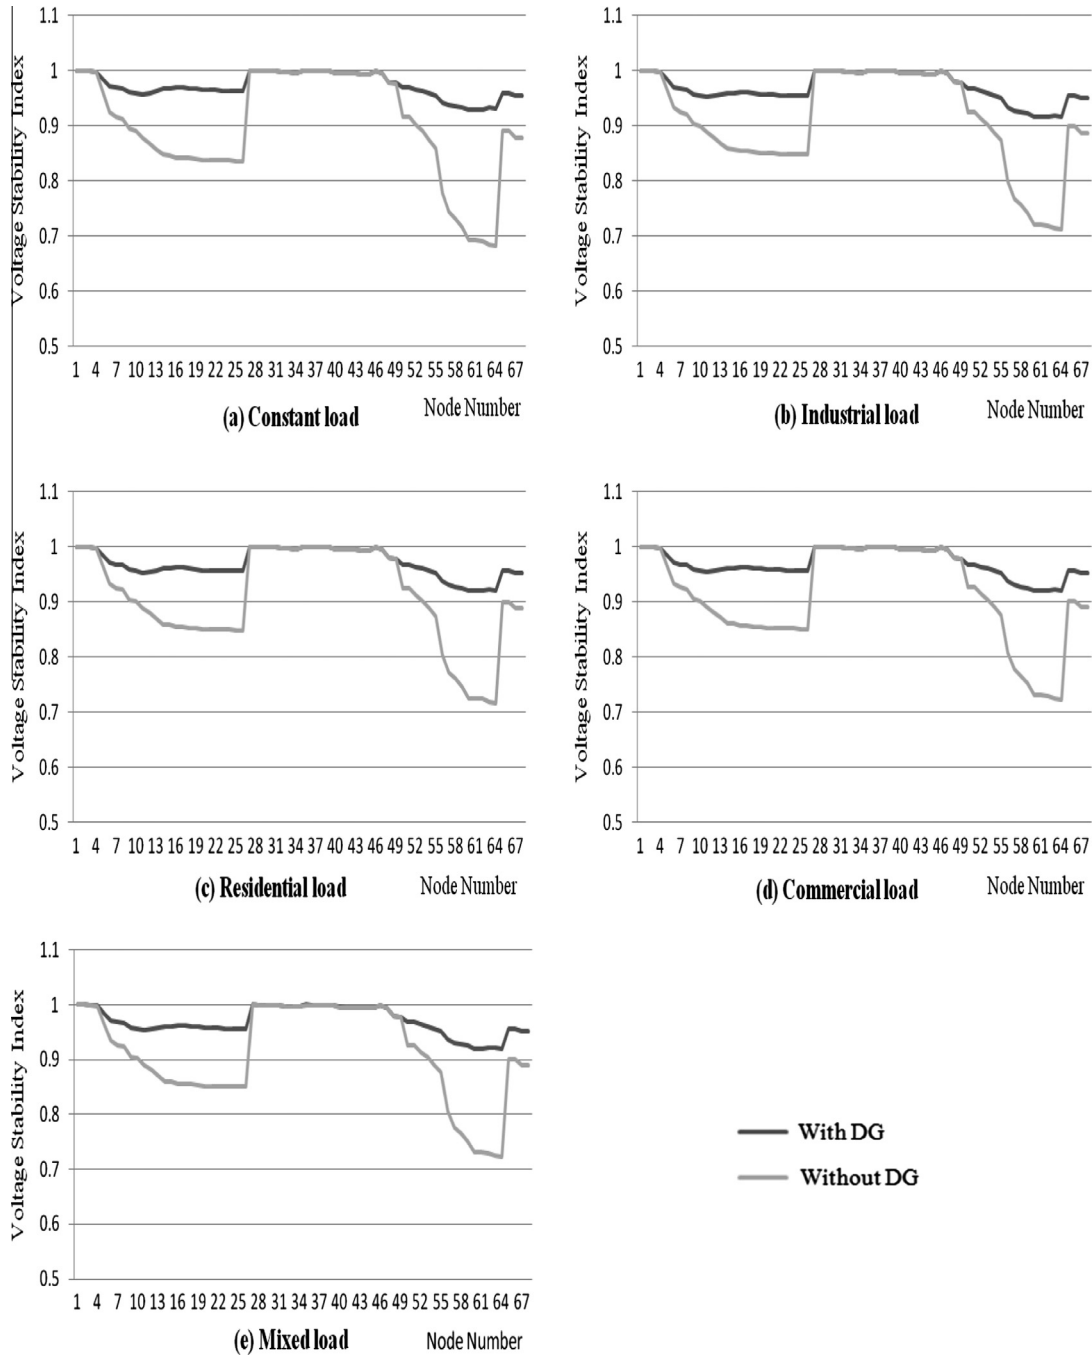 Voltage Stability Index
1.1
1
0.9
0.8
0.7
0.6
0.5
1 4 7 10 13 16 19 22 25 28 31 34 37 40 43 46 49 52 55 58 61 64 67
(a) Constant load
Node Number
Voltage Stability Index
1.1
1
0.9
0.8
0.7
0.6
0.5
1 4 7 10 13 16 19 22 25 28 31 34 37 40 43 46 49 52 55 58 61 64 67
(b) Industrial load
Node Number
Voltage Stability Index
1.1
1
0.9
0.8
0.7
0.6
0.5
1 4 7 10 13 16 19 22 25 28 31 34 37 40 43 46 49 52 55 58 61 64 67
(c) Residential load
Node Number
Voltage Stability Index
1.1
1
0.9
0.8
0.7
0.6
0.5
1 4 7 10 13 16 19 22 25 28 31 34 37 40 43 46 49 52 55 58 61 64 67
(d) Commercial load
Node Number
Voltage Stability Index
1.1
1
0.9
0.8
0.7
0.6
0.5
1 4 7 10 13 16 19 22 25 28 31 34 37 40 43 46 49 52 55 58 61 64 67
(e) Mixed load
Node Number
With DG
Without DG